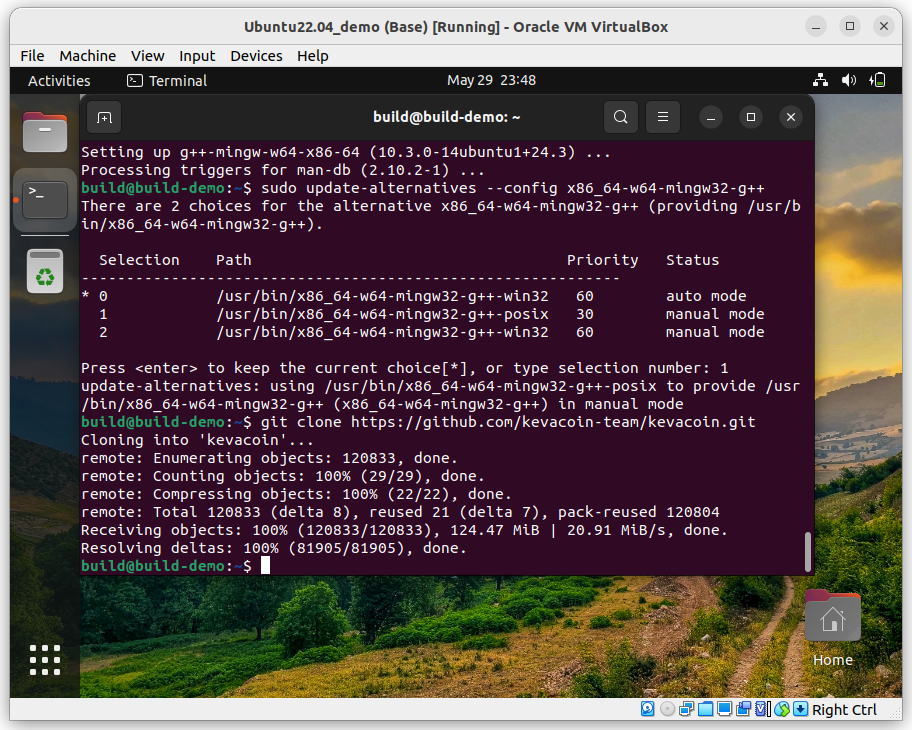 Ubuntu22.04_demo (Base) [Running] - Oracle VM VirtualBox
File Machine View Input Devices Help
Activities Terminal May 29 23:48
build@build-demo: ~
Setting up g++-mingw-w64-x86-64 (10.3.0-14ubuntu1+24.3) ...
Processing triggers for man-db (2.10.2-1) ...
build@build-demo:~$ sudo update-alternatives --config x86_64-w64-mingw32-g++
There are 2 choices for the alternative x86_64-w64-mingw32-g++ (providing /usr/b
in/x86_64-w64-mingw32-g++).
Selection Path Priority Status
------------------------------------------------------------
* 0 /usr/bin/x86_64-w64-mingw32-g++-win32 60 auto mode
1 /usr/bin/x86_64-w64-mingw32-g++-posix 30 manual mode
2 /usr/bin/x86_64-w64-mingw32-g++-win32 60 manual mode
Press <enter> to keep the current choice[*], or type selection number: 1
update-alternatives: using /usr/bin/x86_64-w64-mingw32-g++-posix to provide /usr
/bin/x86_64-w64-mingw32-g++ (x86_64-w64-mingw32-g++) in manual mode
build@build-demo:~$ git clone https://github.com/kevacoin-team/kevacoin.git
Cloning into 'kevacoin'...
remote: Enumerating objects: 120833, done.
remote: Counting objects: 100% (29/29), done.
remote: Compressing objects: 100% (22/22), done.
remote: Total 120833 (delta 8), reused 21 (delta 7), pack-reused 120804
Receiving objects: 100% (120833/120833), 124.47 MiB | 20.91 MiB/s, done.
Resolving deltas: 100% (81905/81905), done.
build@build-demo:~$
Home
Right Ctrl